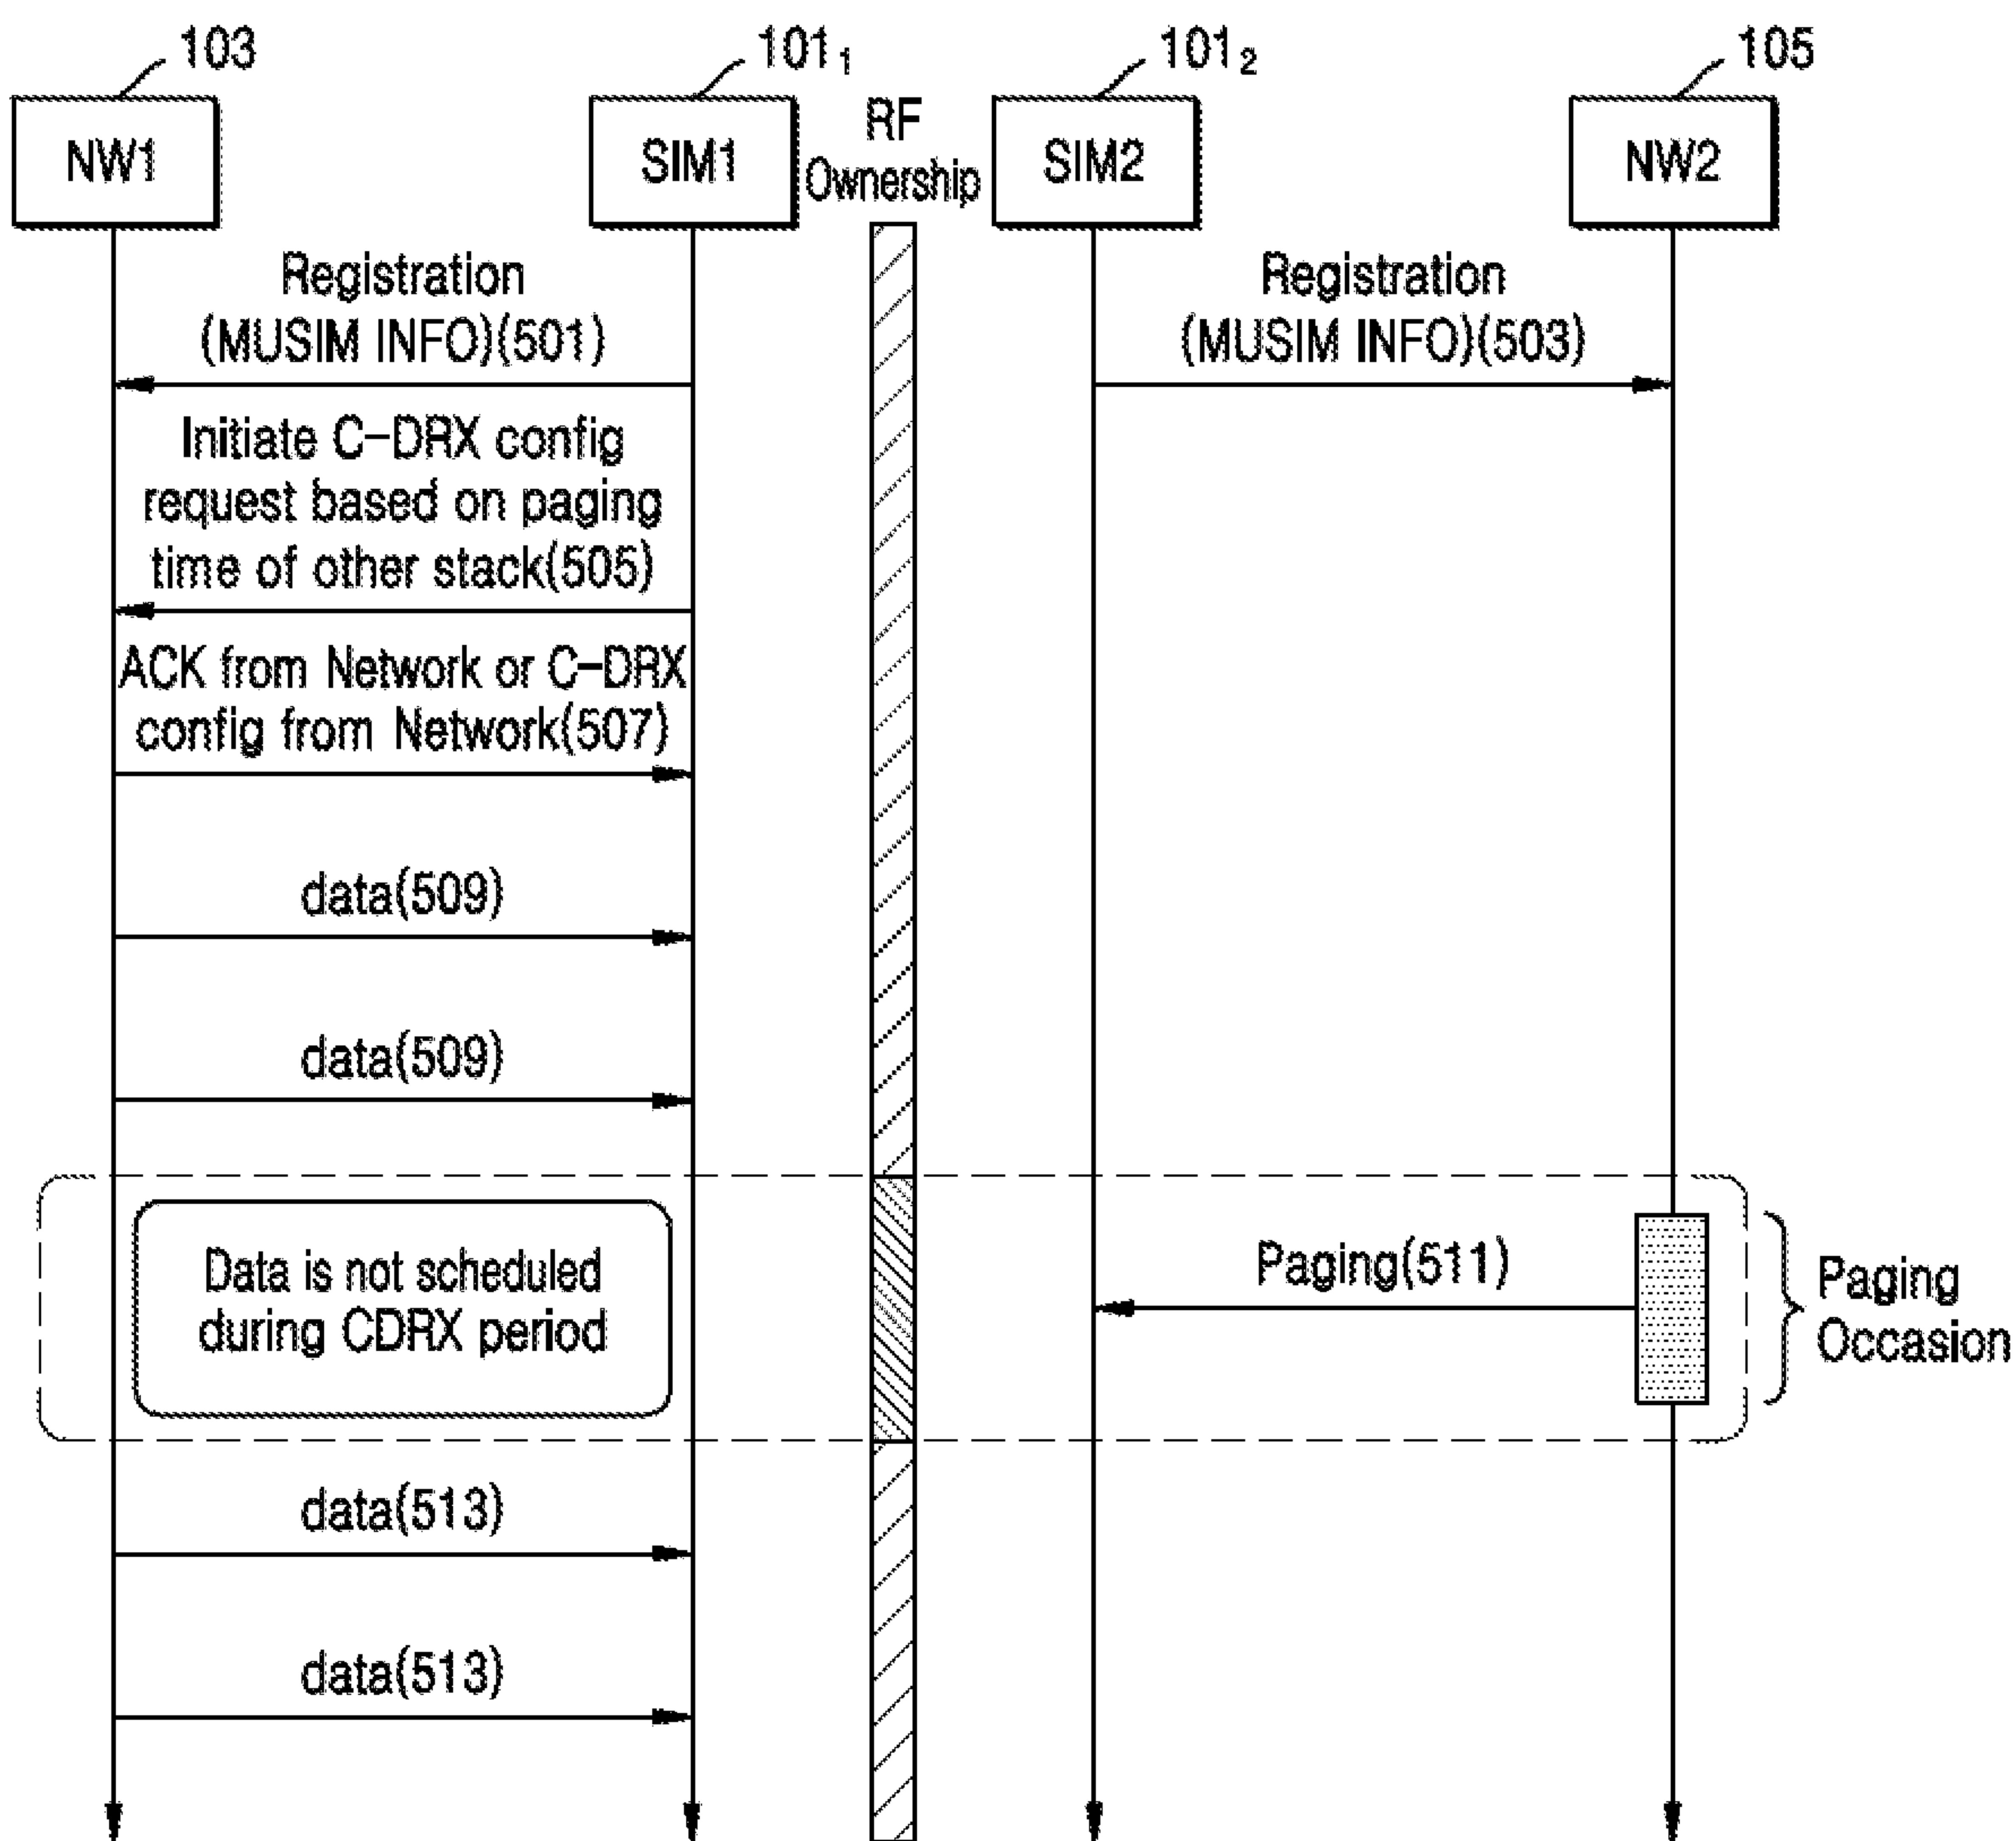 103
101₁
101₂
105
NW1
SIM1
RF
Ownership
SIM2
NW2
Registration
(MUSIM INFO)(501)
Registration
(MUSIM INFO)(503)
Initiate C-DRX config
request based on paging
time of other stack(505)
ACK from Network or C-DRX
config from Network(507)
data(509)
data(509)
Data is not scheduled
during CDRX period
Paging(511)
Paging
Occasion
data(513)
data(513)